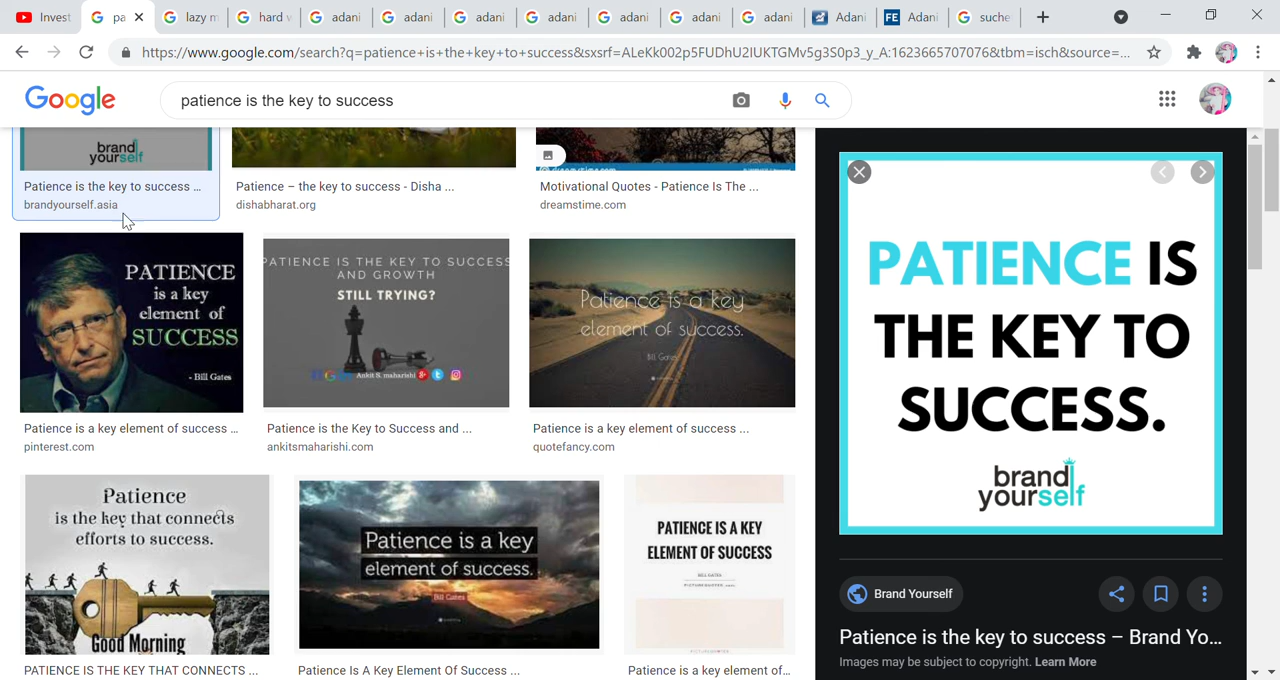 Invest
pa
lazy m
hard w
adani
adani
adani
adani
adani
adani
adani
Adani
Adani
suche
https://www.google.com/search?q=patience+is+the+key+to+success&sxsrf=ALeKk002p5FUDhU2IUKTGMv5g3S0p3_y_A:1623665707076&tbm=isch&source=...
Google
patience is the key to success
brand
yourself
Patience is the key to success ...
brandyourself.asia
Patience – the key to success - Disha ...
dishabharat.org
Motivational Quotes - Patience Is The ...
dreamstime.com
PATIENCE
is a key
element of
SUCCESS
- Bill Gates
Patience is a key element of success ...
pinterest.com
PATIENCE IS THE KEY TO SUCCESS
AND GROWTH
STILL TRYING?
Ankit S. maharishi
Patience is the Key to Success and ...
ankitsmaharishi.com
Patience is a key
element of success.
Bill Gates
Patience is a key element of success ...
quotefancy.com
Patience
is the key that connects
efforts to success.
Good Morning
PATIENCE IS THE KEY THAT CONNECTS ...
Patience is a key
element of success.
Bill Gates
Patience Is A Key Element Of Success ...
PATIENCE IS A KEY
ELEMENT OF SUCCESS
BILL GATES
Patience is a key element of...
PATIENCE IS
THE KEY TO
SUCCESS.
brand
yourself
Brand Yourself
Patience is the key to success – Brand Yo...
Images may be subject to copyright. Learn More